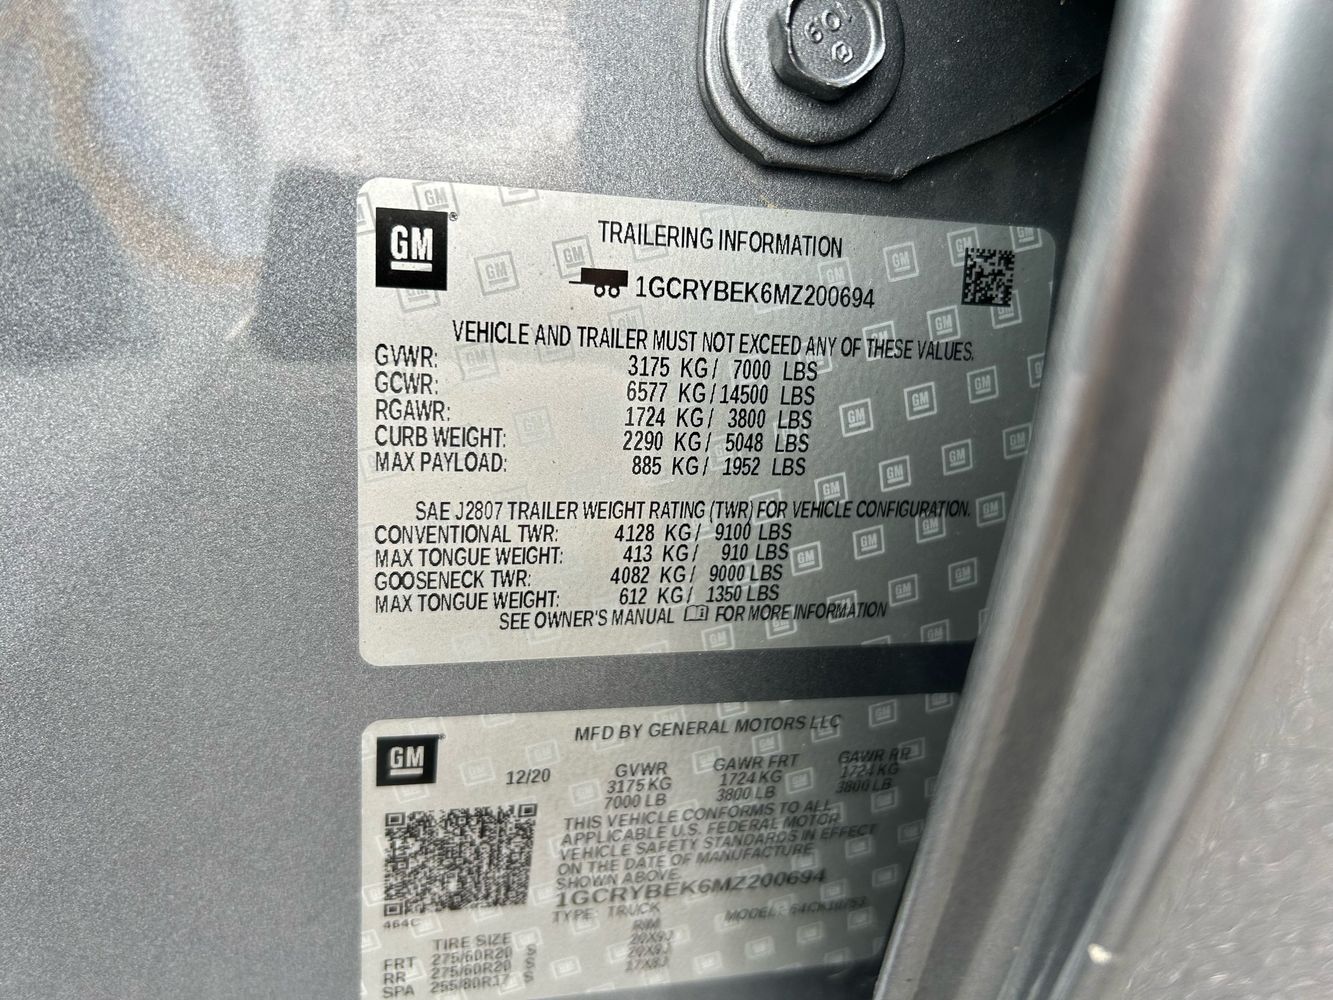 60.
GM
TRAILERING INFORMATION
1GCRYBEK6MZ200694
VEHICLE AND TRAILER MUST NOT EXCEED ANY OF THESE VALUES.
GVWR: 3175 KG/ 7000 LBS
GCWR: 6577 KG/14500 LBS
RGAWR: 1724 KG/ 3800 LBS
CURB WEIGHT: 2290 KG/ 5048 LBS
MAX PAYLOAD: 885 KG/ 1952 LBS
SAE J2807 TRAILER WEIGHT RATING (TWR) FOR VEHICLE CONFIGURATION.
CONVENTIONAL TWR: 4128 KG/ 9100 LBS
MAX TONGUE WEIGHT: 413 KG/ 910 LBS
GOOSENECK TWR: 4082 KG/ 9000 LBS
MAX TONGUE WEIGHT: 612 KG/ 1350 LBS
SEE OWNER'S MANUAL FOR MORE INFORMATION
GM
MFD BY GENERAL MOTORS LLC
12/20 GVWR GAWR FRT GAWR RR
3175 KG 1724 KG 1724 KG
7000 LB 3800 LB 3800 LB
THIS VEHICLE CONFORMS TO ALL
APPLICABLE U.S. FEDERAL MOTOR
VEHICLE SAFETY STANDARDS IN EFFECT
ON THE DATE OF MANUFACTURE
SHOWN ABOVE.
1GCRYBEK6MZ200694
464C TYPE: TRUCK MODEL:
TIRE SIZE RIM
FRT 275/60R20 S 20X9J
RR 275/60R20 S 20X9J
SPA 255/80R17 S 17X8J